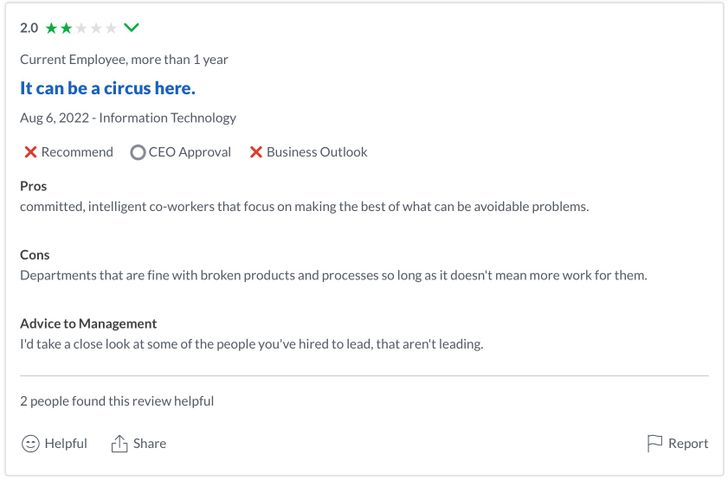 2.0
Current Employee, more than 1 year
It can be a circus here.
Aug 6, 2022 - Information Technology
Recommend CEO Approval Business Outlook
Pros
committed, intelligent co-workers that focus on making the best of what can be avoidable problems.
Cons
Departments that are fine with broken products and processes so long as it doesn't mean more work for them.
Advice to Management
I'd take a close look at some of the people you've hired to lead, that aren't leading.
2 people found this review helpful
Helpful Share Report